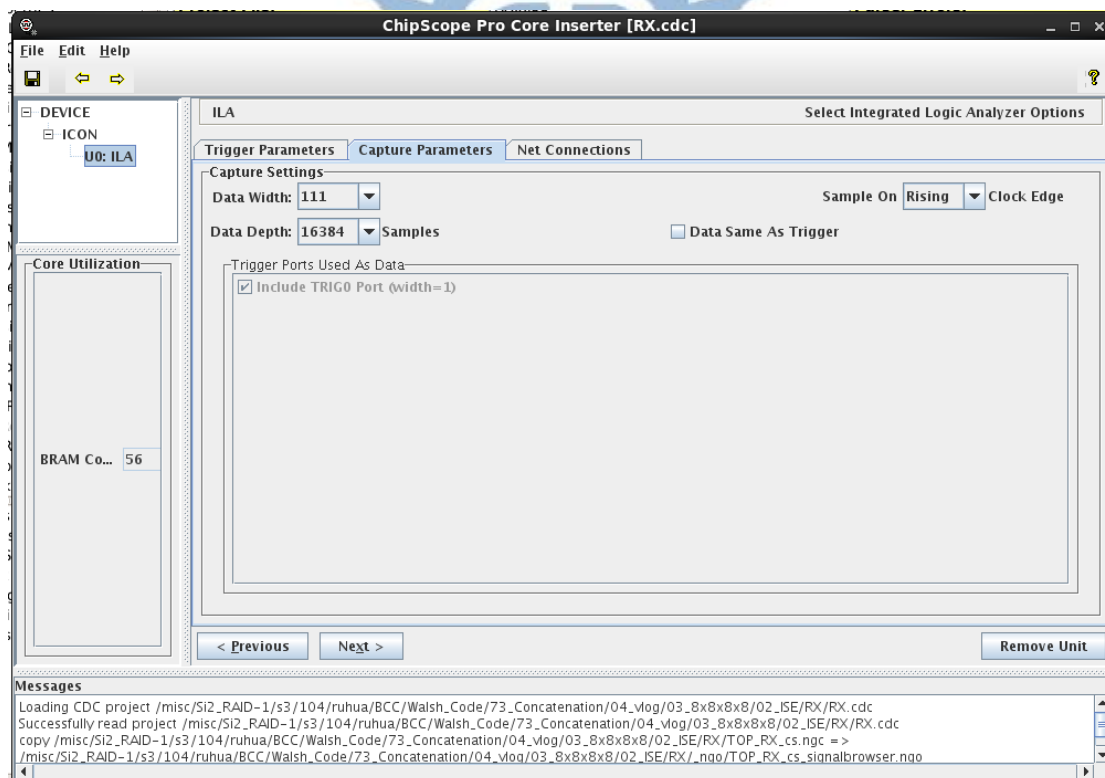 ChipScope Pro Core Inserter [RX.cdc]
File Edit Help
DEVICE
ICON
U0: ILA
ILA
Select Integrated Logic Analyzer Options
Trigger Parameters
Capture Parameters
Net Connections
Capture Settings
Data Width: 111
Sample On Rising Clock Edge
Data Depth: 16384 Samples
Data Same As Trigger
Trigger Ports Used As Data
Include TRIG0 Port (width=1)
Core Utilization
BRAM Co... 56
< Previous
Next >
Remove Unit
Messages
Loading CDC project /misc/Si2_RAID-1/s3/104/ruhua/BCC/Walsh_Code/73_Concatenation/04_vlog/03_8x8x8x8/02_ISE/RX/RX.cdc
Successfully read project /misc/Si2_RAID-1/s3/104/ruhua/BCC/Walsh_Code/73_Concatenation/04_vlog/03_8x8x8x8/02_ISE/RX/RX.cdc
copy /misc/Si2_RAID-1/s3/104/ruhua/BCC/Walsh_Code/73_Concatenation/04_vlog/03_8x8x8x8/02_ISE/RX/TOP_RX_cs.ngc =>
/misc/Si2_RAID-1/s3/104/ruhua/BCC/Walsh_Code/73_Concatenation/04_vlog/03_8x8x8x8/02_ISE/RX/_ngo/TOP_RX_cs_signalbrowser.ngo